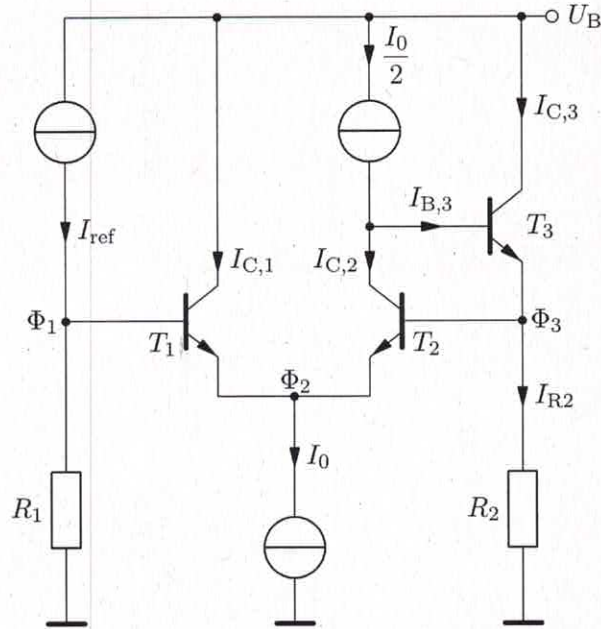 U_B
I_0/2
I_C,3
I_B,3
T_3
I_ref
I_C,1
I_C,2
Φ_1
T_1
T_2
Φ_3
Φ_2
I_R2
I_0
R_1
R_2